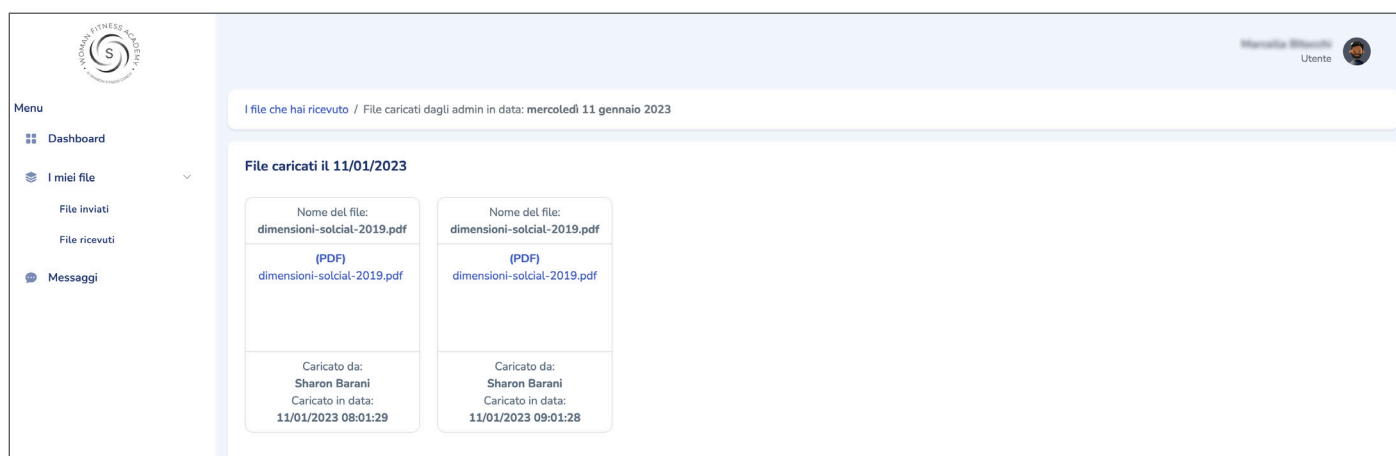 WOMAN FITNESS ACADEMY
S
Utente
Menu
I file che hai ricevuto / File caricati dagli admin in data: mercoledì 11 gennaio 2023
Dashboard
File caricati il 11/01/2023
I miei file
File inviati
File ricevuti
Messaggi
Nome del file:
dimensioni-solcial-2019.pdf
(PDF)
dimensioni-solcial-2019.pdf
Caricato da:
Sharon Barani
Caricato in data:
11/01/2023 08:01:29
Nome del file:
dimensioni-solcial-2019.pdf
(PDF)
dimensioni-solcial-2019.pdf
Caricato da:
Sharon Barani
Caricato in data:
11/01/2023 09:01:28